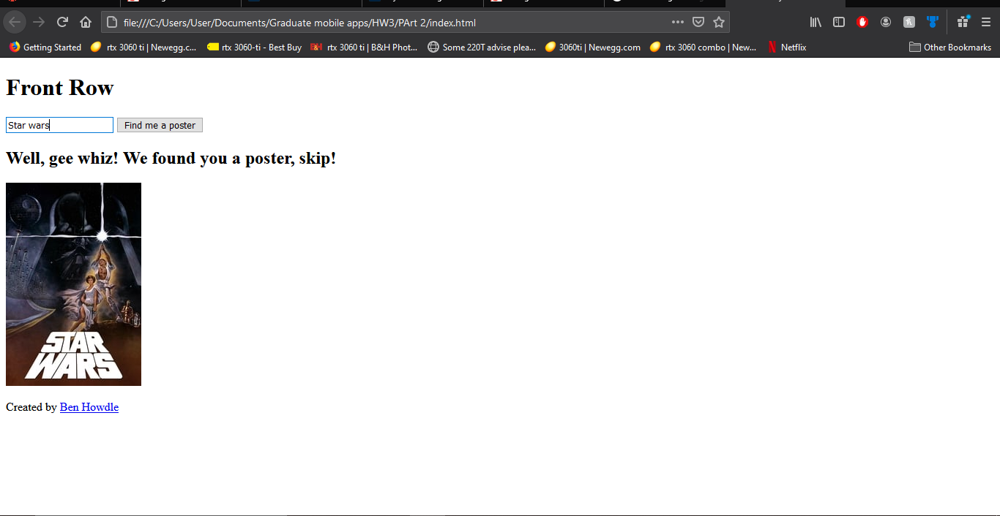 file:///C:/Users/User/Documents/Graduate mobile apps/HW3/PArt 2/index.html
Getting Started
rtx 3060 ti | Newegg.c...
rtx 3060-ti - Best Buy
rtx 3060 ti | B&H Phot...
Some 220T advise plea...
3060ti | Newegg.com
rtx 3060 combo | New...
Netflix
Other Bookmarks
Front Row
Star wars
Find me a poster
Well, gee whiz! We found you a poster, skip!
STAR
WARS
Created by Ben Howdle